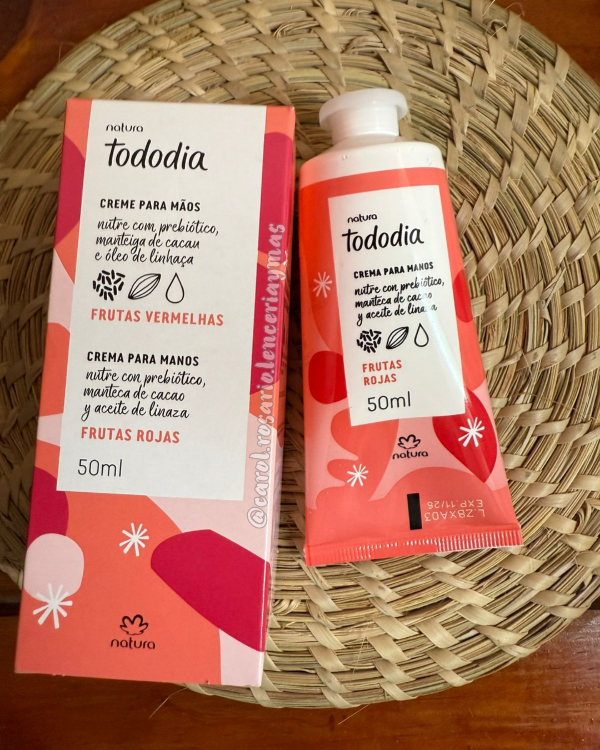 natura
tododia
CREME PARA MÃOS
nutre com prebiótico,
manteiga de cacau
e óleo de linhaça
FRUTAS VERMELHAS
CREMA PARA MANOS
nutre con prebiótico,
manteca de cacao
y aceite de linaza
FRUTAS ROJAS
50ml
natura
@carol.rosario.lenceriaymas
natura
tododia
CREMA PARA MANOS
nutre con prebiótico,
manteca de cacao
y aceite de linaza
FRUTAS
ROJAS
50ml
natura
LZBXA03
EXP.11/26